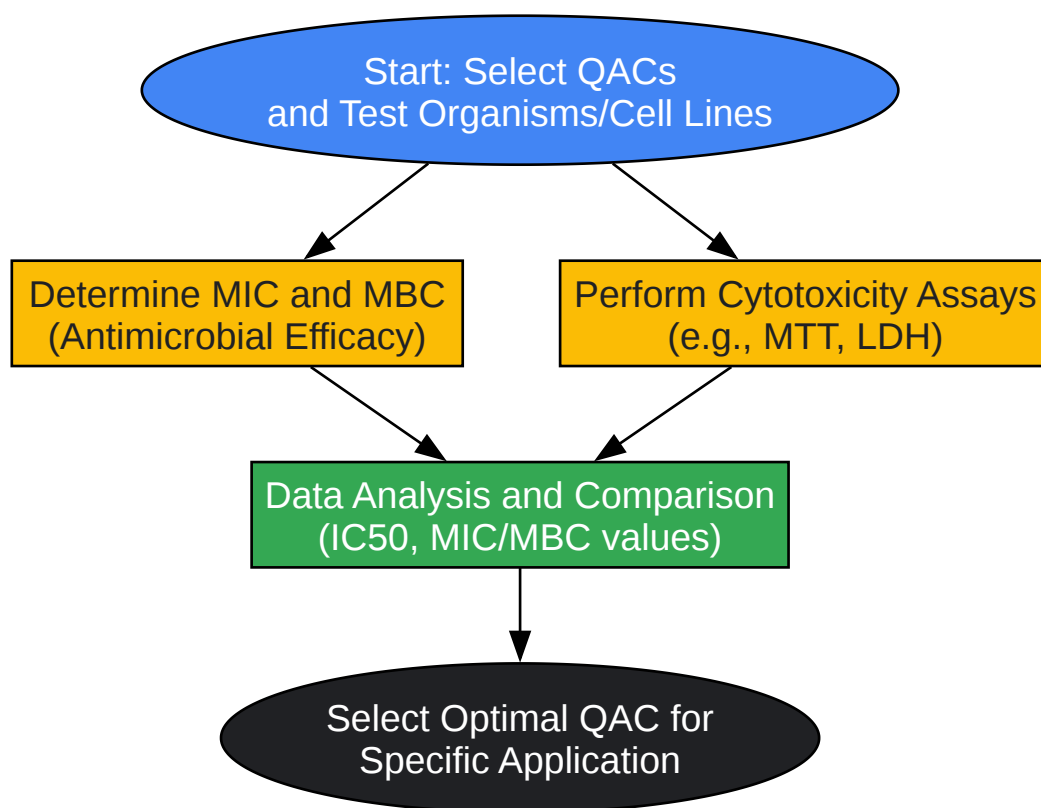 Start: Select QACs
and Test Organisms/Cell Lines
Determine MIC and MBC
(Antimicrobial Efficacy)
Perform Cytotoxicity Assays
(e.g., MTT, LDH)
Data Analysis and Comparison
(IC50, MIC/MBC values)
Select Optimal QAC for
Specific Application